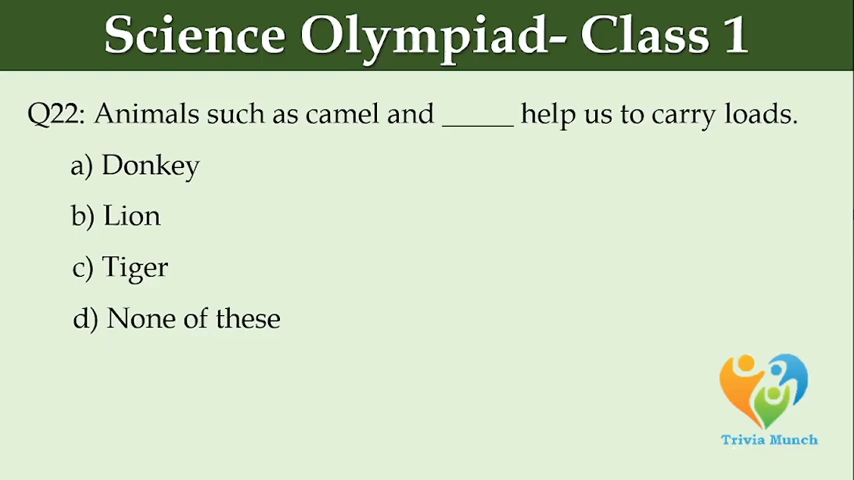 Science Olympiad- Class 1
Q22: Animals such as camel and _____ help us to carry loads.
a) Donkey
b) Lion
c) Tiger
d) None of these
Trivia Munch